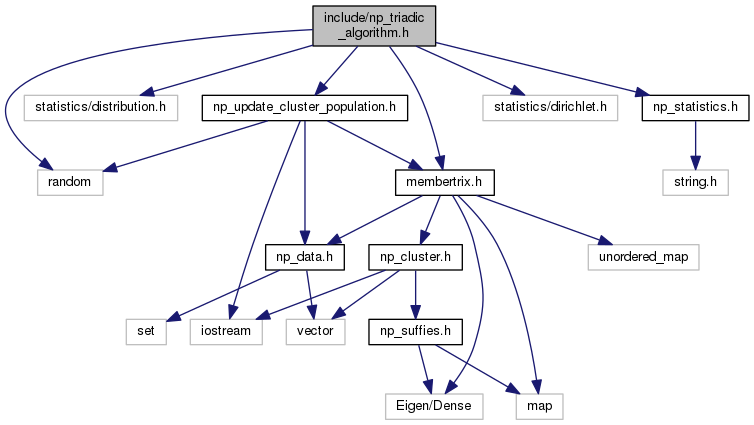 include/np_triadic
_algorithm.h
statistics/distribution.h
np_update_cluster_population.h
statistics/dirichlet.h
np_statistics.h
random
membertrix.h
string.h
np_data.h
np_cluster.h
unordered_map
set
iostream
vector
np_suffies.h
Eigen/Dense
map